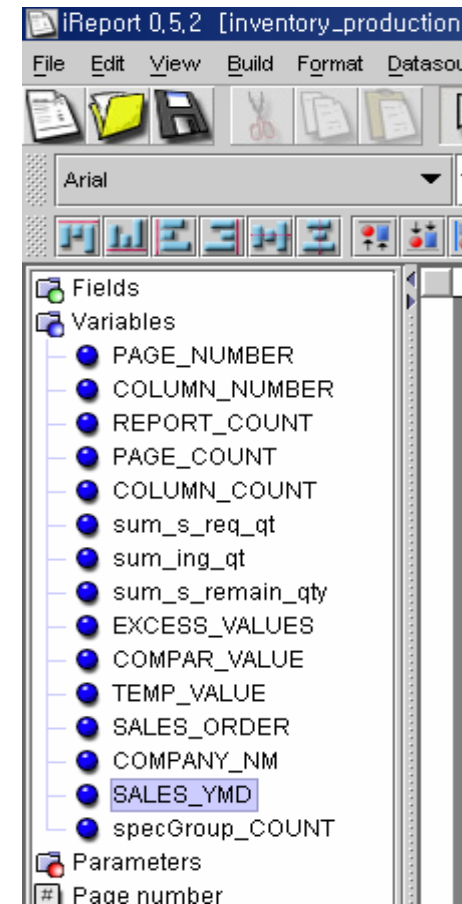 iReport 0,5,2 [inventory_production
File Edit View Build Format
Arial
Fields
Variables
PAGE_NUMBER
COLUMN_NUMBER
REPORT_COUNT
PAGE_COUNT
COLUMN_COUNT
sum_s_req_qt
sum_ing_qt
sum_s_remain_qty
EXCESS_VALUES
COMPAR_VALUE
TEMP_VALUE
SALES_ORDER
COMPANY_NM
SALES_YMD
specGroup_COUNT
Parameters
# Page number